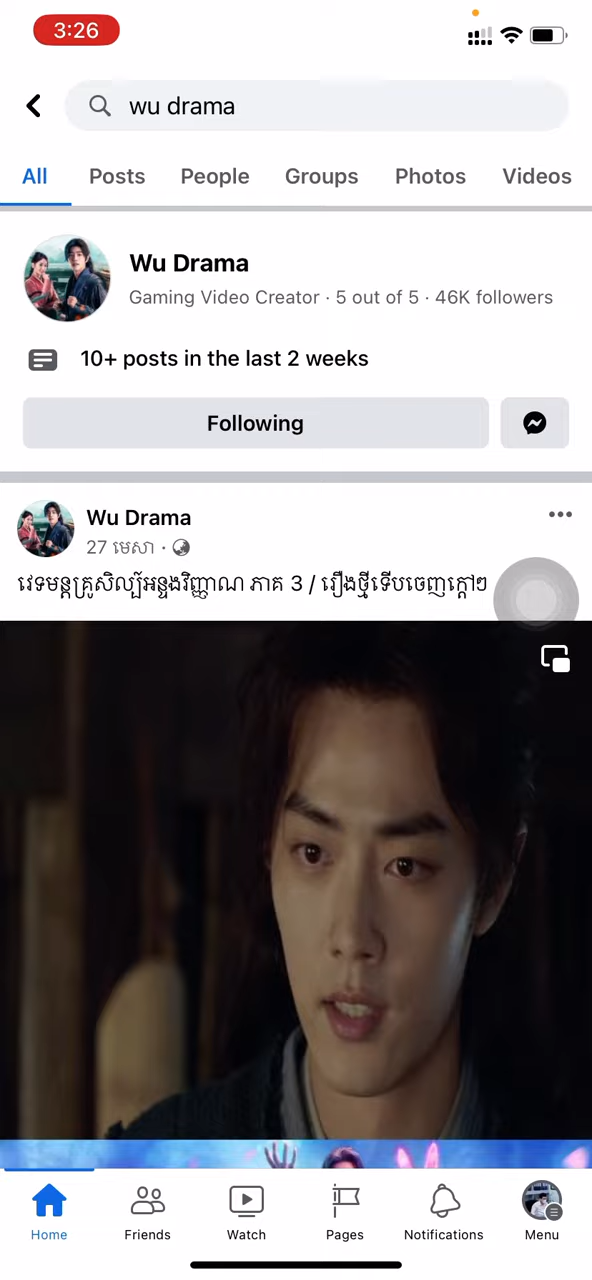 3:26
wu drama
All Posts People Groups Photos Videos
Wu Drama
Gaming Video Creator · 5 out of 5 · 46K followers
10+ posts in the last 2 weeks
Following
Wu Drama
27 មេសា ·
វេទមន្តគ្រូសិល្ប៍អន្ទងវិញ្ញាណ ភាគ 3 / រឿងថ្មីទើបចេញក្តៅៗ
Home Friends Watch Pages Notifications Menu